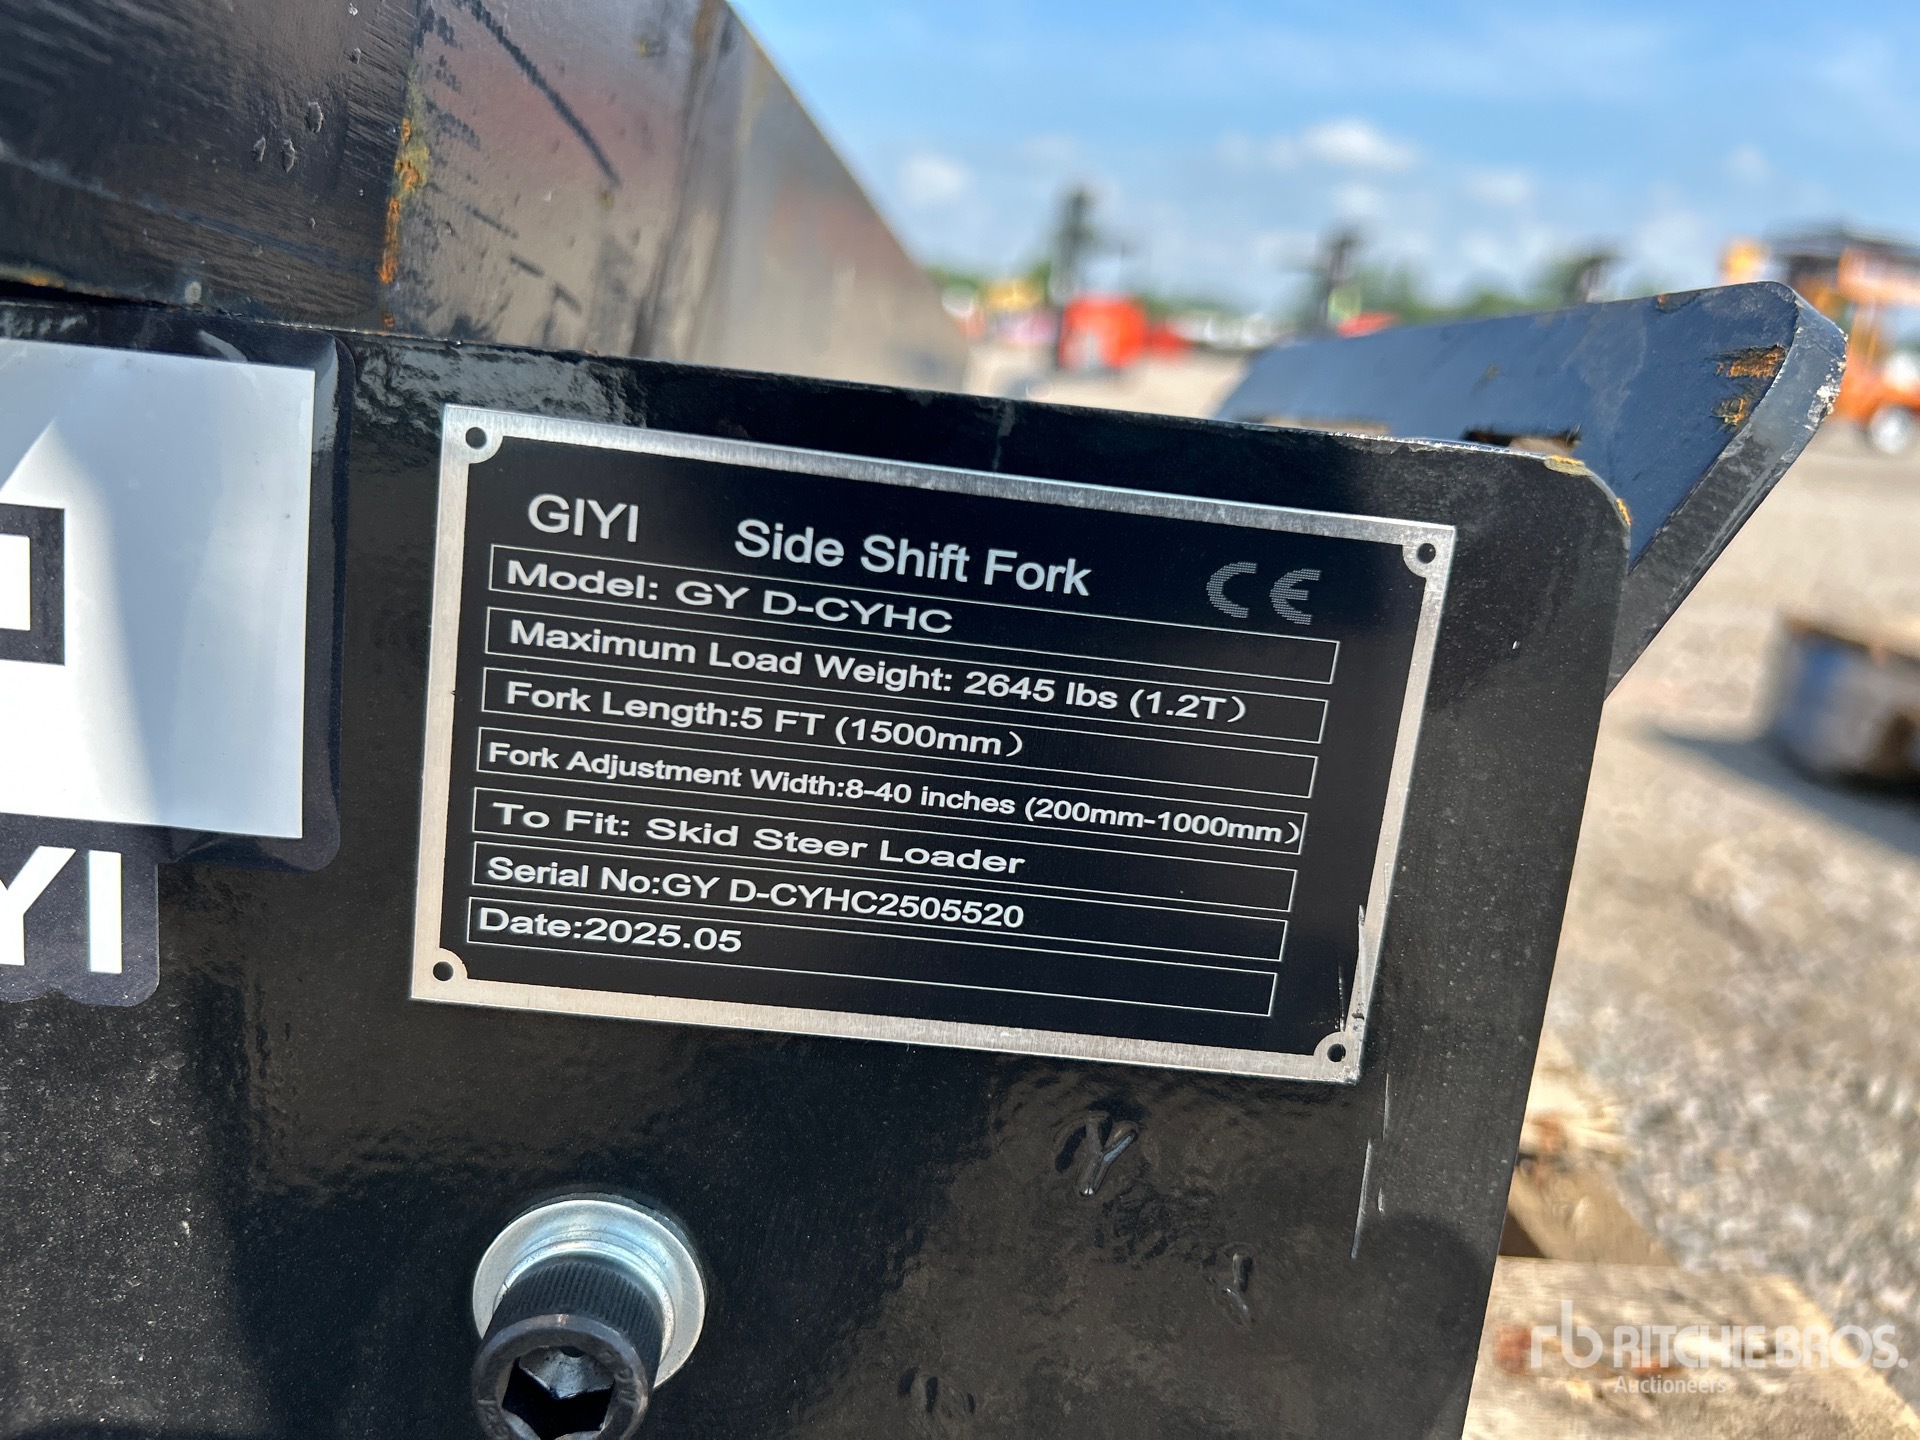 GIYI Side Shift Fork CE
Model: GY D-CYHC
Maximum Load Weight: 2645 lbs (1.2T）
Fork Length:5 FT (1500mm）
Fork Adjustment Width:8-40 inches (200mm-1000mm）
To Fit: Skid Steer Loader
Serial No:GY D-CYHC2505520
Date:2025.05
YI
rb RITCHIE BROS.
Auctioneers